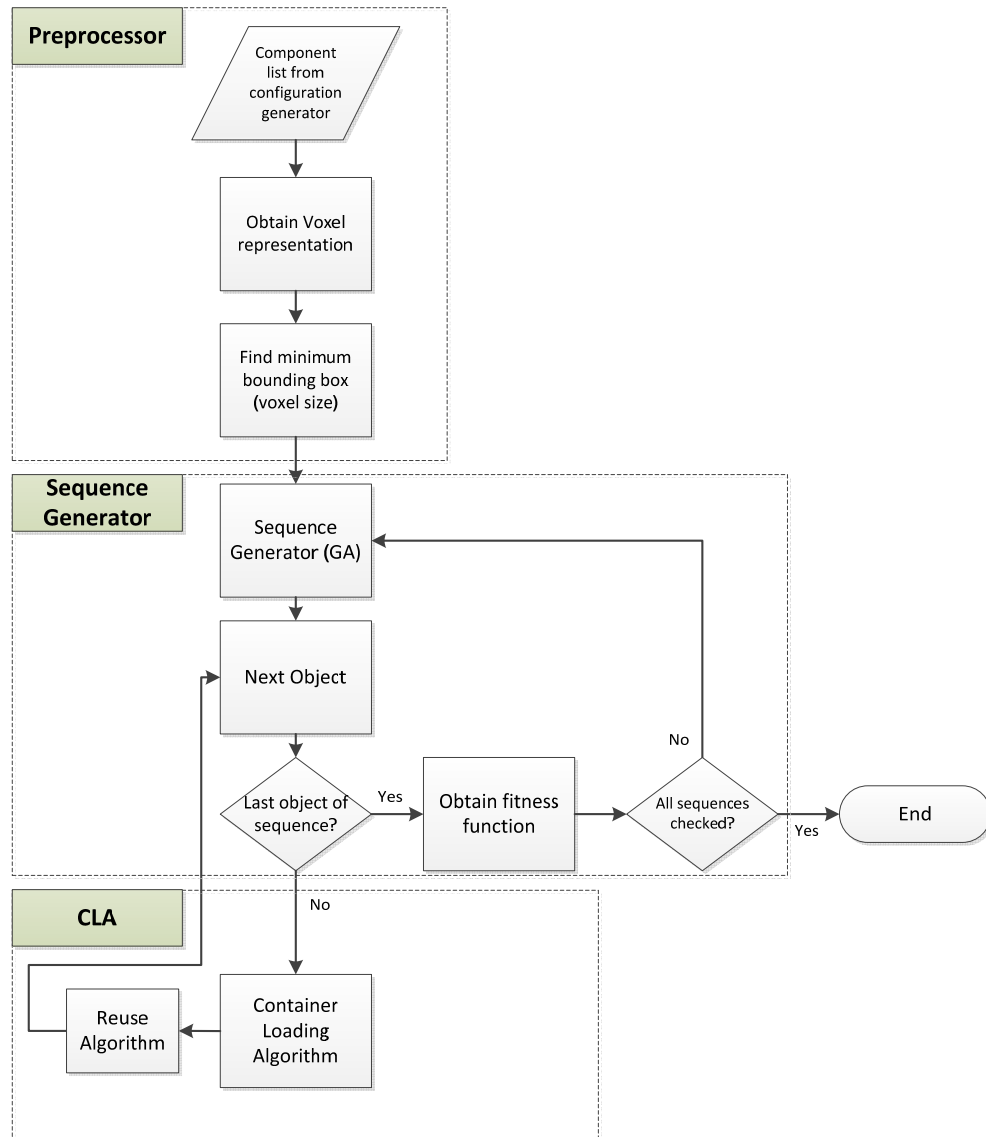 Preprocessor
Component
list from
configuration
generator
Obtain Voxel
representation
Find minimum
bounding box
(voxel size)
Sequence
Generator
Sequence
Generator (GA)
Next Object
No
Last object of
sequence?
Yes
Obtain fitness
function
All sequences
checked?
Yes
End
CLA
No
Reuse
Algorithm
Container
Loading
Algorithm